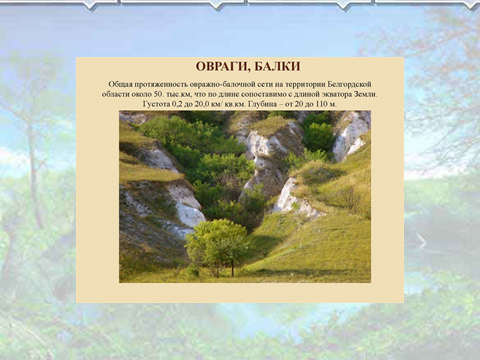 ОВРАГИ, БАЛКИ
Общая протяженность овражно-балочной сети на территории Белгордской
области около 50. тыс.км, что по длине сопоставимо с длиной экватора Земли.
Густота 0,2 до 20,0 км/ кв.км. Глубина – от 20 до 110 м.